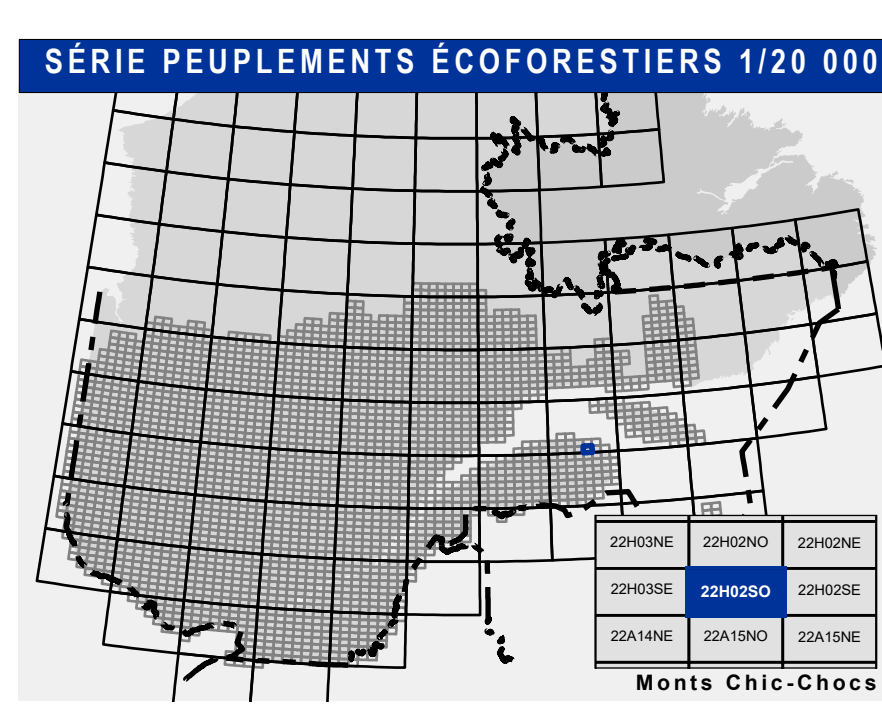 SÉRIE PEUPLEMENTS ÉCOFORESTIERS 1/20 000
22H03NE 22H02NO 22H02NE
22H03SE 22H02SO 22H02SE
22A14NE 22A15NO 22A15NE
Monts Chic-Chocs